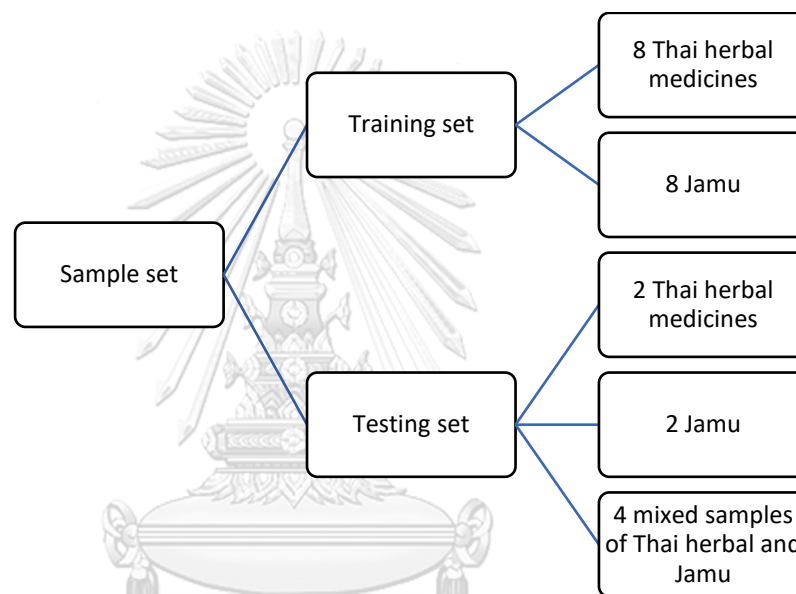 Sample set
Training set
8 Thai herbal
medicines
8 Jamu
Testing set
2 Thai herbal
medicines
2 Jamu
4 mixed samples
of Thai herbal and
Jamu